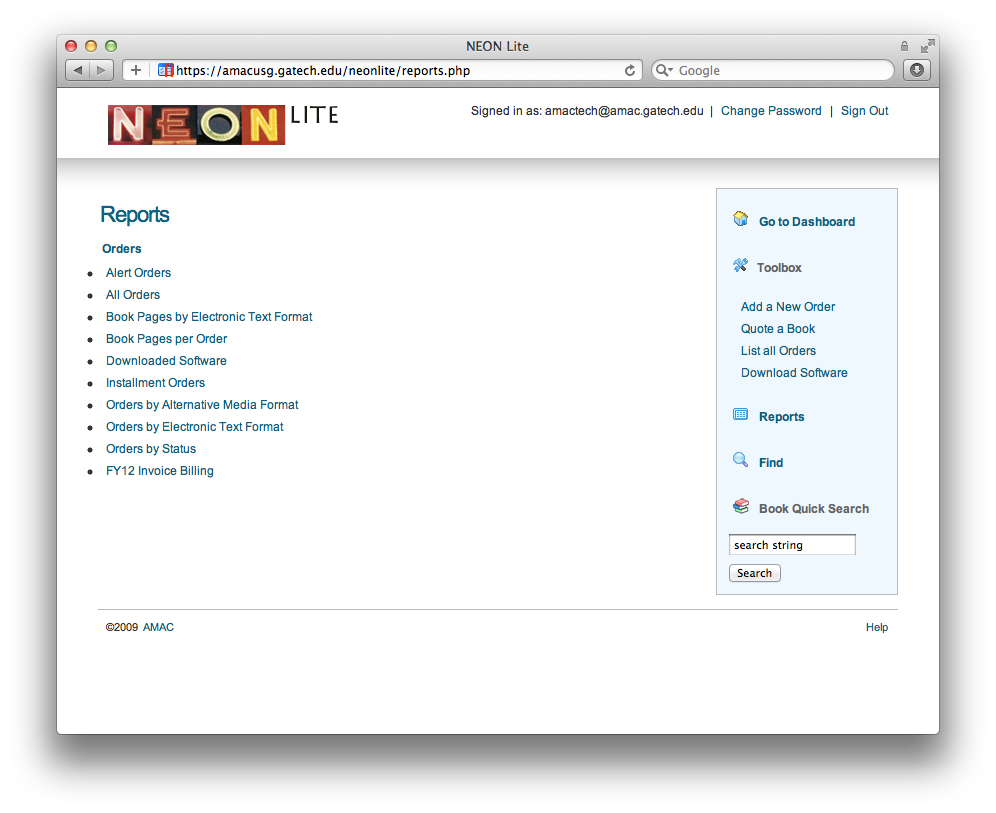 NEON Lite
https://amacusg.gatech.edu/neonlite/reports.php
Google
NEON LITE
Signed in as: amactech@amac.gatech.edu | Change Password | Sign Out
Reports
Orders
Alert Orders
All Orders
Book Pages by Electronic Text Format
Book Pages per Order
Downloaded Software
Installment Orders
Orders by Alternative Media Format
Orders by Electronic Text Format
Orders by Status
FY12 Invoice Billing
Go to Dashboard
Toolbox
Add a New Order
Quote a Book
List all Orders
Download Software
Reports
Find
Book Quick Search
search string
Search
©2009 AMAC
Help